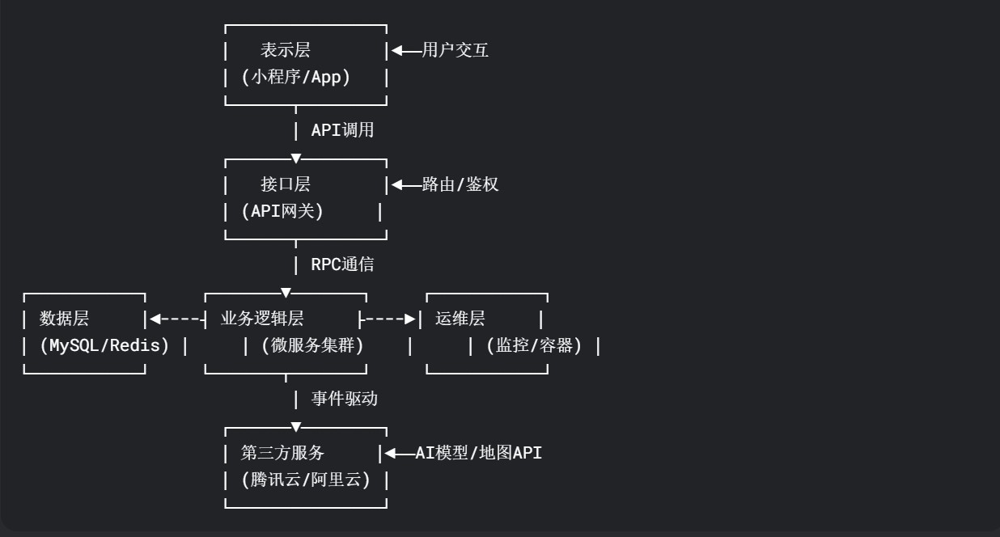 表示层 用户交互
(小程序/App)
API调用
接口层 路由/鉴权
(API网关)
RPC通信
数据层 业务逻辑层 运维层
(MySQL/Redis) (微服务集群) (监控/容器)
事件驱动
第三方服务 AI模型/地图API
(腾讯云/阿里云)